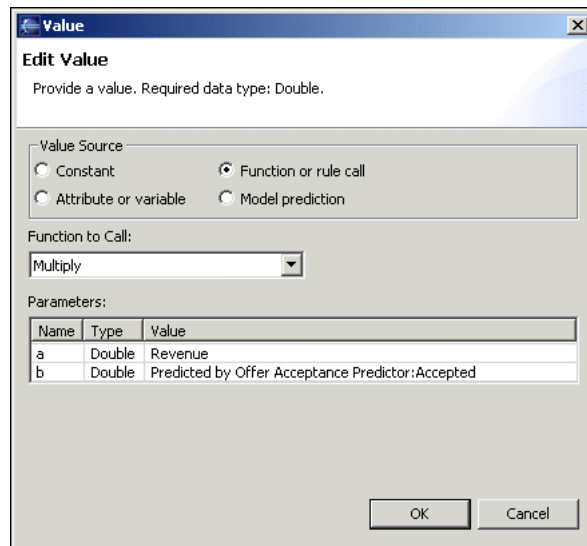 Value
Edit Value
Provide a value. Required data type: Double.
Value Source
Constant Function or rule call
Attribute or variable Model prediction
Function to Call:
Multiply
Parameters:
Name Type Value
a Double Revenue
b Double Predicted by Offer Acceptance Predictor:Accepted
OK Cancel